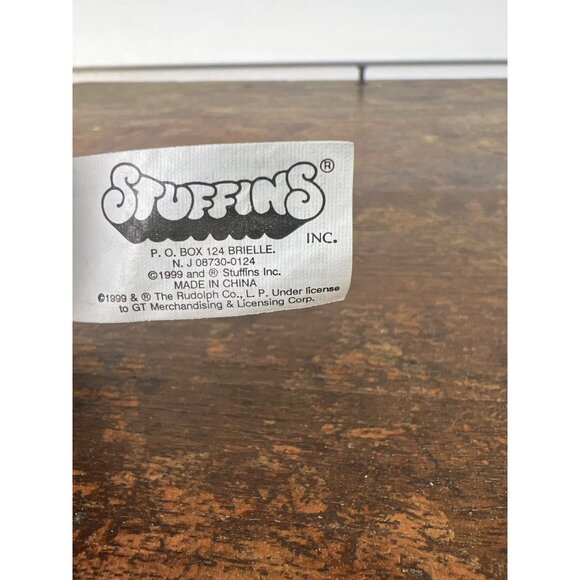 STUFFINS®
INC.
P. O. BOX 124 BRIELLE.
N. J 08730-0124
©1999 and ® Stuffins Inc.
MADE IN CHINA
©1999 & ® The Rudolph Co., L. P. Under license
to GT Merchandising & Licensing Corp.